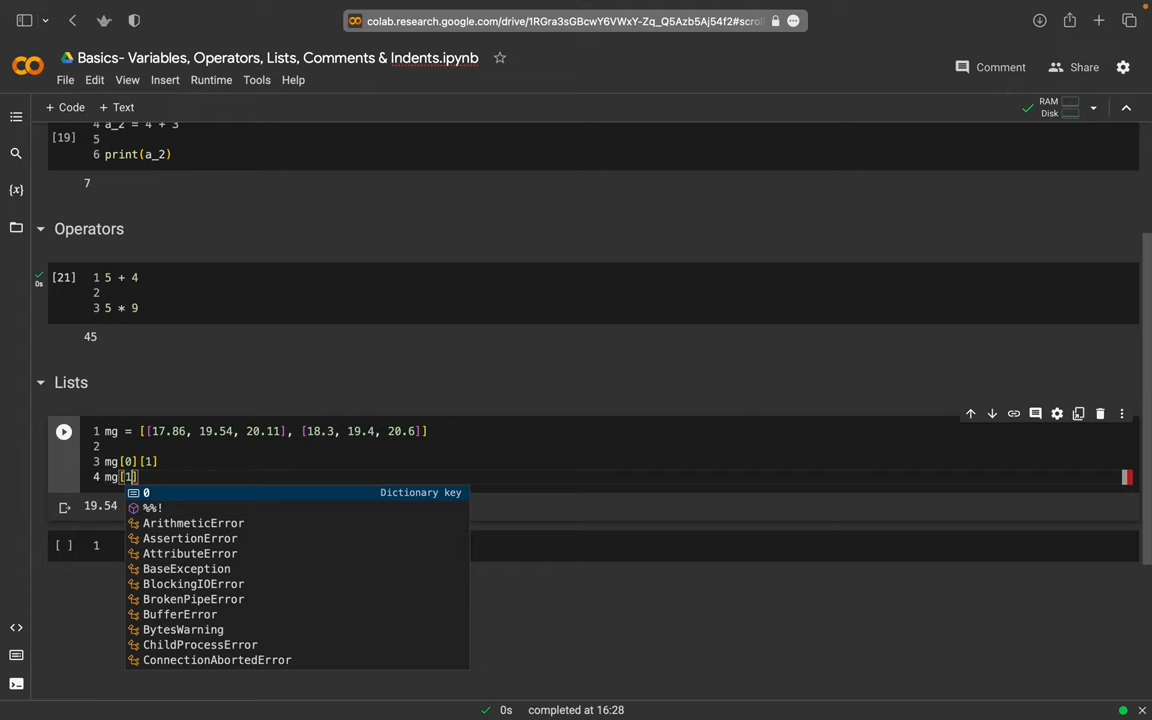 colab.research.google.com/drive/1RGra3sGBcwY6VWxY-Zq_Q5Azb5Aj54f2#scrol
Basics- Variables, Operators, Lists, Comments & Indents.ipynb
Comment
Share
File Edit View Insert Runtime Tools Help
+ Code + Text
RAM
Disk
4 a_2 = 4 + 3
[19] 5
6 print(a_2)
7
Operators
[21] 1 5 + 4
0s 2
3 5 * 9
45
Lists
1 mg = [[17.86, 19.54, 20.11], [18.3, 19.4, 20.6]]
2
3 mg[0][1]
4 mg[1]
0 Dictionary key
19.54
%%!
ArithmeticError
AssertionError
[ ] 1
AttributeError
BaseException
BlockingIOError
BrokenPipeError
BufferError
BytesWarning
ChildProcessError
ConnectionAbortedError
0s completed at 16:28